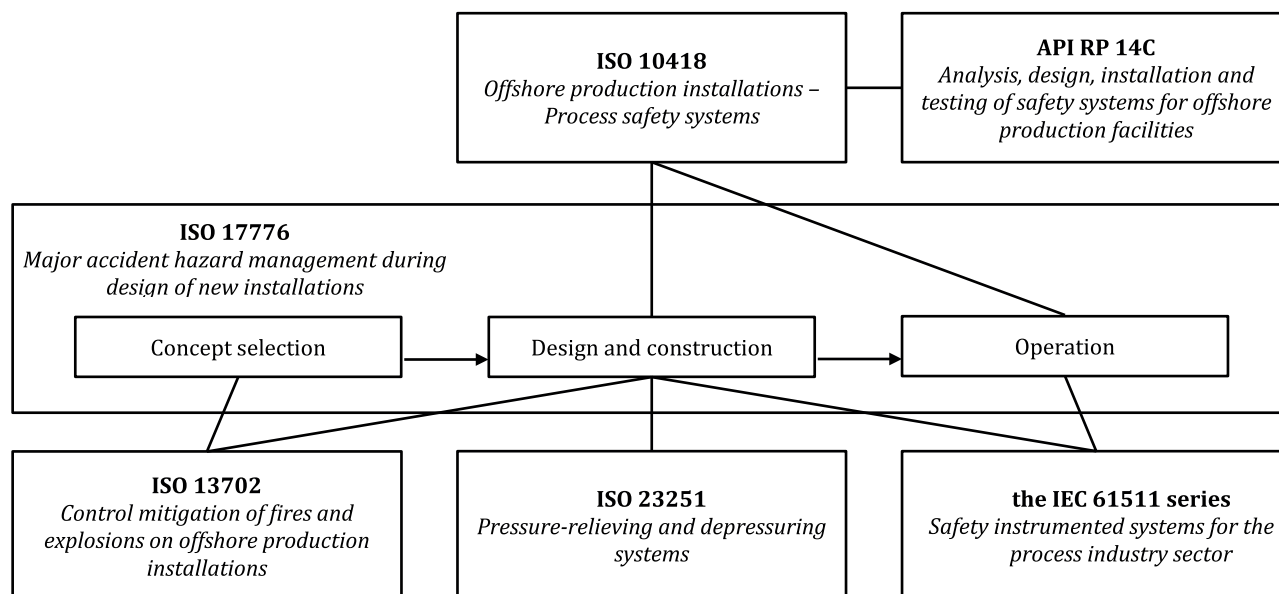 ISO 10418
Offshore production installations –
Process safety systems
API RP 14C
Analysis, design, installation and
testing of safety systems for offshore
production facilities
ISO 17776
Major accident hazard management during
design of new installations
Concept selection
Design and construction
Operation
ISO 13702
Control mitigation of fires and
explosions on offshore production
installations
ISO 23251
Pressure-relieving and depressuring
systems
the IEC 61511 series
Safety instrumented systems for the
process industry sector